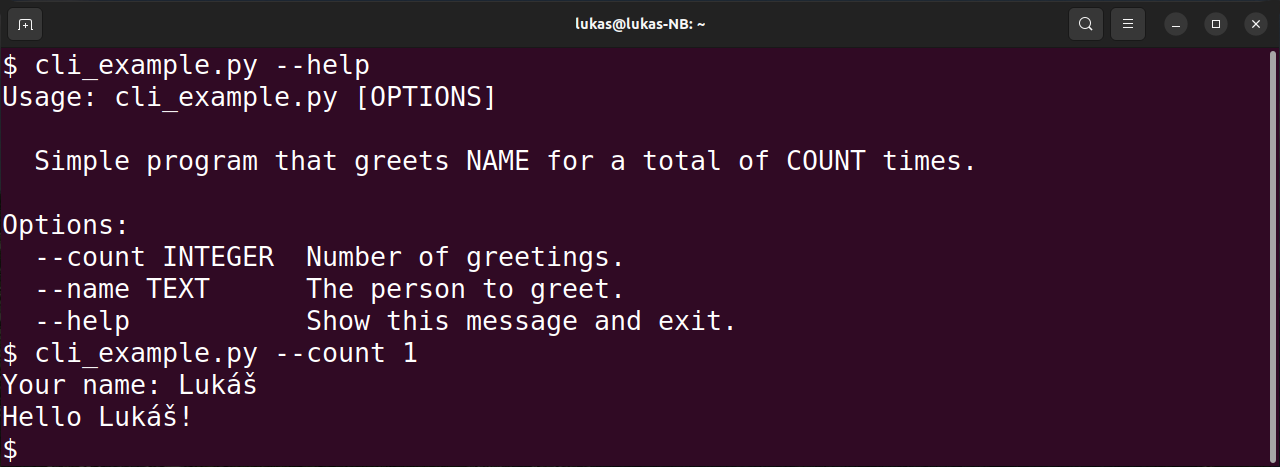 lukas@lukas-NB: ~
$ cli_example.py --help
Usage: cli_example.py [OPTIONS]
Simple program that greets NAME for a total of COUNT times.
Options:
--count INTEGER  Number of greetings.
--name TEXT      The person to greet.
--help           Show this message and exit.
$ cli_example.py --count 1
Your name: Lukáš
Hello Lukáš!
$